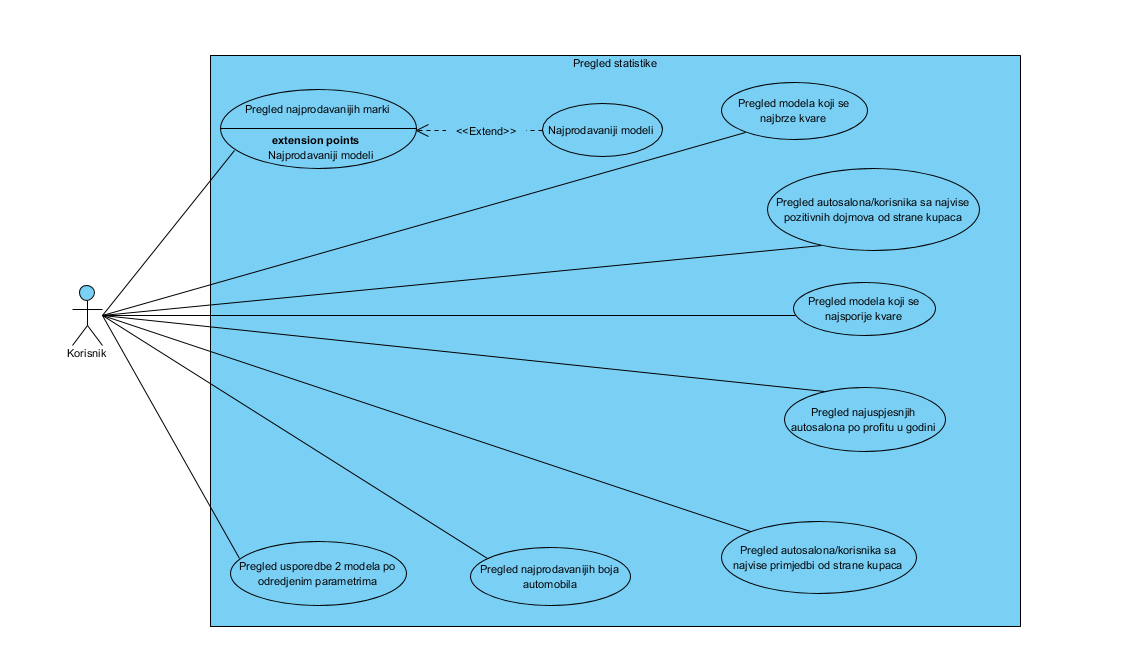 Pregled statistike
Pregled najprodavanijih marki
extension points
Najprodavaniji modeli
<<Extend>>
Najprodavaniji modeli
Pregled modela koji se
najbrze kvare
Pregled autosalona/korisnika sa najvise
pozitivnih dojmova od strane kupaca
Pregled modela koji se
najsporije kvare
Korisnik
Pregled najuspjesnjih
autosalona po profitu u godini
Pregled autosalona/korisnika sa
najvise primjedbi od strane kupaca
Pregled najprodavanijih boja
automobila
Pregled usporedbe 2 modela po
odredjenim parametrima